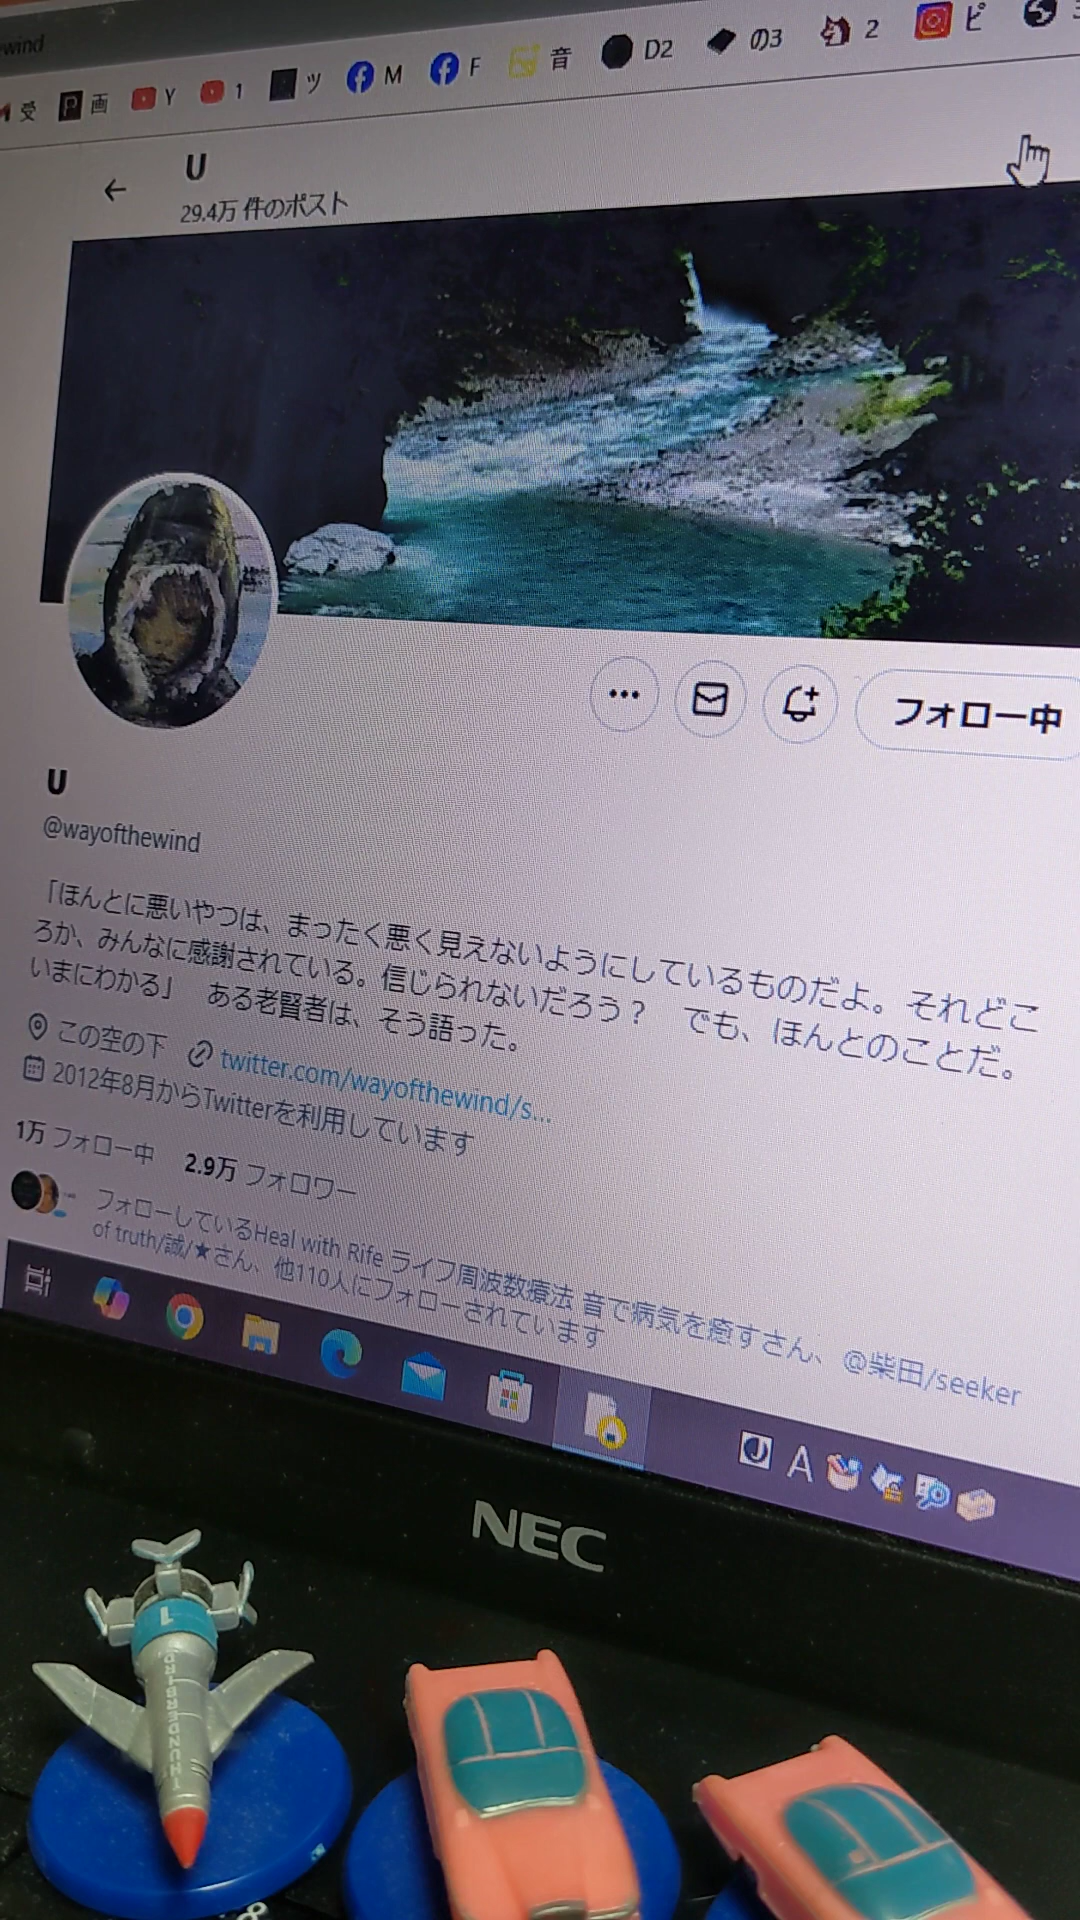 wind
受 画 Y 1 ツ M F 音 D2 の3 2 ピ
U
29.4万 件のポスト
フォロー中
U
@wayofthewind
「ほんとに悪いやつは、まったく悪く見えないようにしているものだよ。それどこ
ろか、みんなに感謝されている。信じられないだろう？　でも、ほんとのことだ。
いまにわかる」　ある老賢者は、そう語った。
この空の下 twitter.com/wayofthewind/s...
2012年8月からTwitterを利用しています
1万 フォロー中 2.9万 フォロワー
フォローしているHeal with Rife ライフ周波数療法 音で病気を癒すさん、@柴田/seeker
of truth/誠/★さん、他110人にフォローされています
J A
NEC
1
THUNDERBIRD